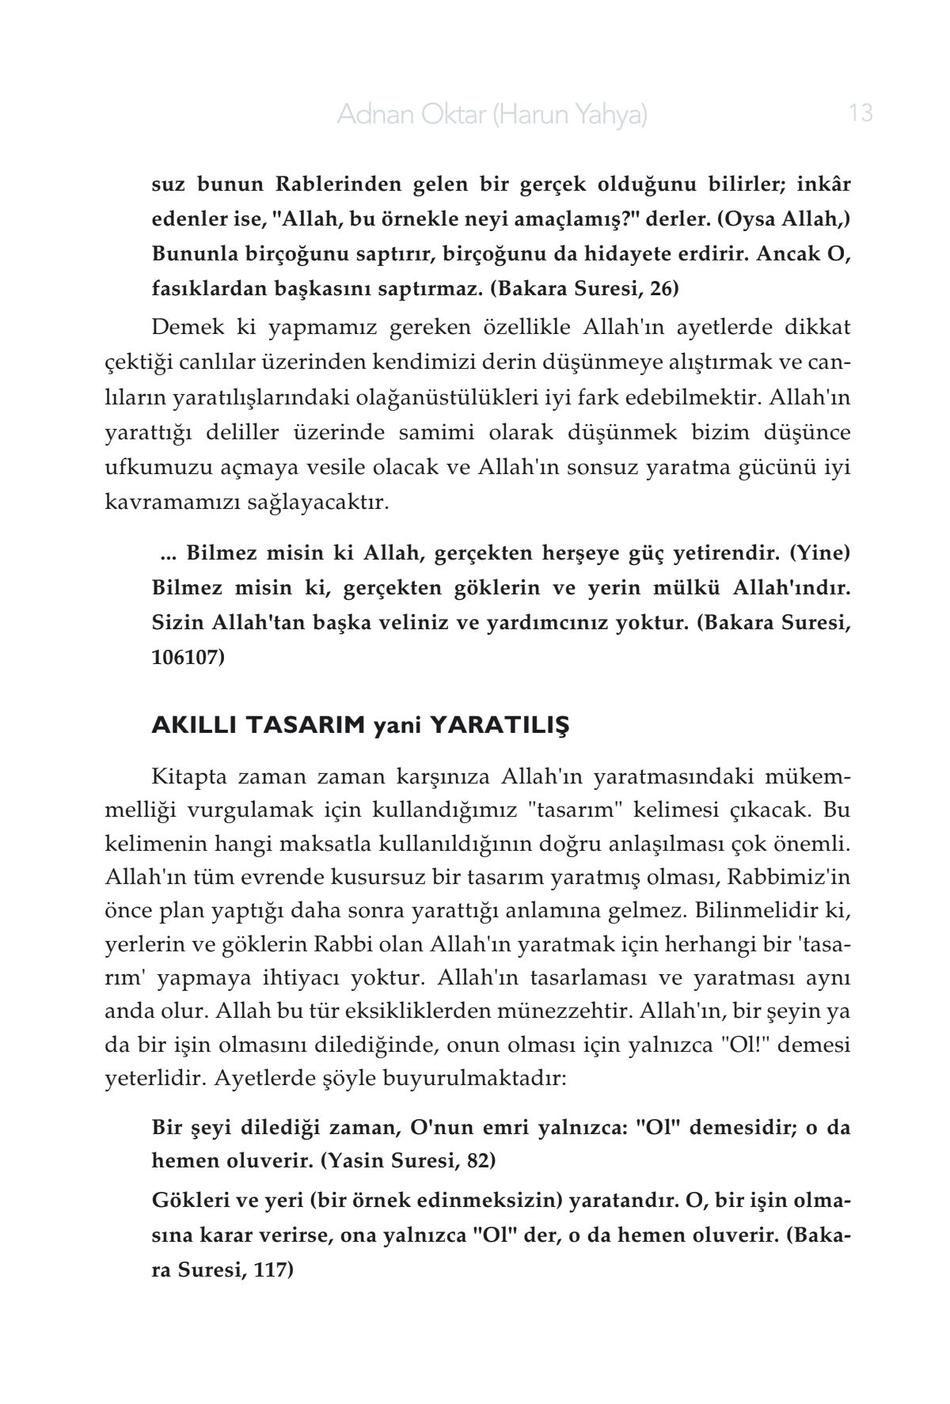 Adnan Oktar (Harun Yahya) 13
suz bunun Rablerinden gelen bir gerçek olduğunu bilirler; inkâr
edenler ise, "Allah, bu örnekle neyi amaçlamış?" derler. (Oysa Allah,)
Bununla birçoğunu saptırır, birçoğunu da hidayete erdirir. Ancak O,
fasıklardan başkasını saptırmaz. (Bakara Suresi, 26)
Demek ki yapmamız gereken özellikle Allah'ın ayetlerde dikkat
çektiği canlılar üzerinden kendimizi derin düşünmeye alıştırmak ve can-
lıların yaratılışlarındaki olağanüstülükleri iyi fark edebilmektir. Allah'ın
yarattığı deliller üzerinde samimi olarak düşünmek bizim düşünce
ufkumuzu açmaya vesile olacak ve Allah'ın sonsuz yaratma gücünü iyi
kavramamızı sağlayacaktır.
... Bilmez misin ki Allah, gerçekten herşeye güç yetirendir. (Yine)
Bilmez misin ki, gerçekten göklerin ve yerin mülkü Allah'ındır.
Sizin Allah'tan başka veliniz ve yardımcınız yoktur. (Bakara Suresi,
106107)
AKILLI TASARIM yani YARATILIŞ
Kitapta zaman zaman karşınıza Allah'ın yaratmasındaki mükem-
melliği vurgulamak için kullandığımız "tasarım" kelimesi çıkacak. Bu
kelimenin hangi maksatla kullanıldığının doğru anlaşılması çok önemli.
Allah'ın tüm evrende kusursuz bir tasarım yaratmış olması, Rabbimiz'in
önce plan yaptığı daha sonra yarattığı anlamına gelmez. Bilinmelidir ki,
yerlerin ve göklerin Rabbi olan Allah'ın yaratmak için herhangi bir 'tasa-
rım' yapmaya ihtiyacı yoktur. Allah'ın tasarlaması ve yaratması aynı
anda olur. Allah bu tür eksikliklerden münezzehtir. Allah'ın, bir şeyin ya
da bir işin olmasını dilediğinde, onun olması için yalnızca "Ol!" demesi
yeterlidir. Ayetlerde şöyle buyurulmaktadır:
Bir şeyi dilediği zaman, O'nun emri yalnızca: "Ol" demesidir; o da
hemen oluverir. (Yasin Suresi, 82)
Gökleri ve yeri (bir örnek edinmeksizin) yaratandır. O, bir işin olma-
sına karar verirse, ona yalnızca "Ol" der, o da hemen oluverir. (Baka-
ra Suresi, 117)